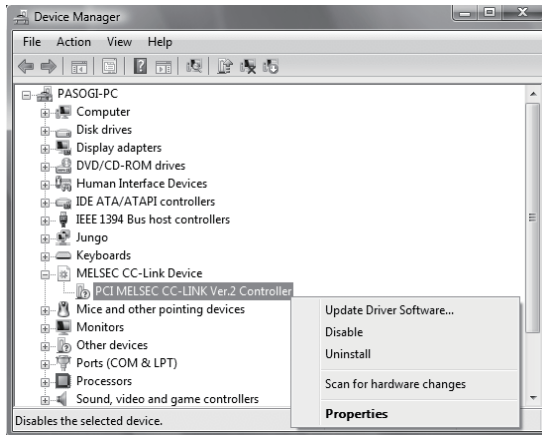 Device Manager
File Action View Help
PASOGI-PC
Computer
Disk drives
Display adapters
DVD/CD-ROM drives
Human Interface Devices
IDE ATA/ATAPI controllers
IEEE 1394 Bus host controllers
Jungo
Keyboards
MELSEC CC-Link Device
PCI MELSEC CC-LINK Ver.2 Controller
Mice and other pointing devices
Monitors
Other devices
Ports (COM & LPT)
Processors
Sound, video and game controllers
Update Driver Software...
Disable
Uninstall
Scan for hardware changes
Properties
Disables the selected device.